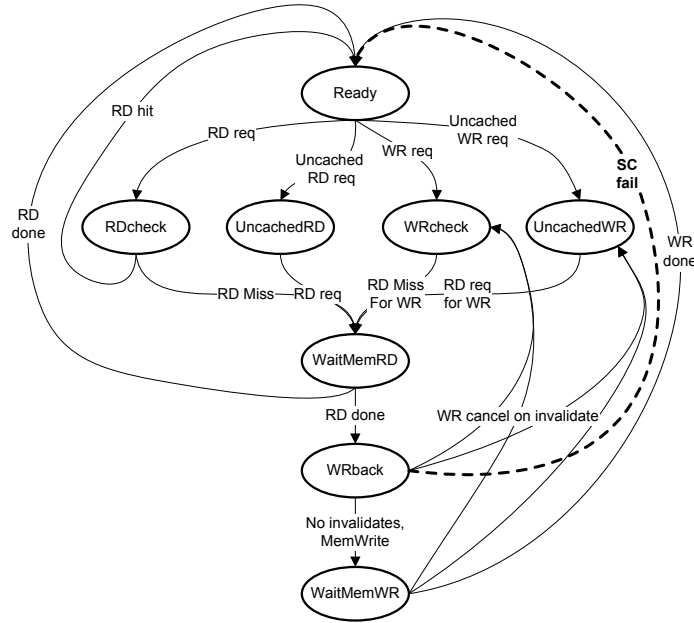 Ready
RD hit
RD req
Uncached
RD req
WR req
Uncached
WR req
SC
fail
RD
done
RDcheck
UncachedRD
WRcheck
UncachedWR
WR
done
RD Miss
RD req
RD Miss
For WR
RD req
for WR
WaitMemRD
RD done
WR cancel on invalidate
WRback
No invalidates,
MemWrite
WaitMemWR